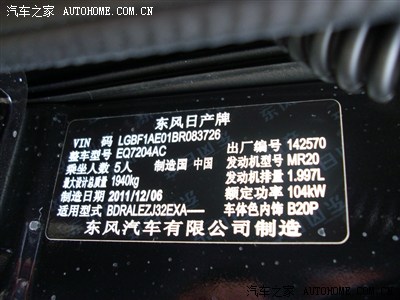 汽车之家 AUTOHOME.COM.CN
东风日产牌
VIN 码 LGBF1AE01BR083726
整车型号 EQ7204AC 出厂编号 142570
乘坐人数 5人 制造国 中国 发动机型号 MR20
最大设计总质量 1940kg 发动机排量 1.997L
制造日期 2011/12/06 额定功率 104kW
适用型式 BDRALEZJ32EXA—— 车体色内饰 B20P
东风汽车有限公司制造
汽车之家 AUTOHOME.COM.CN